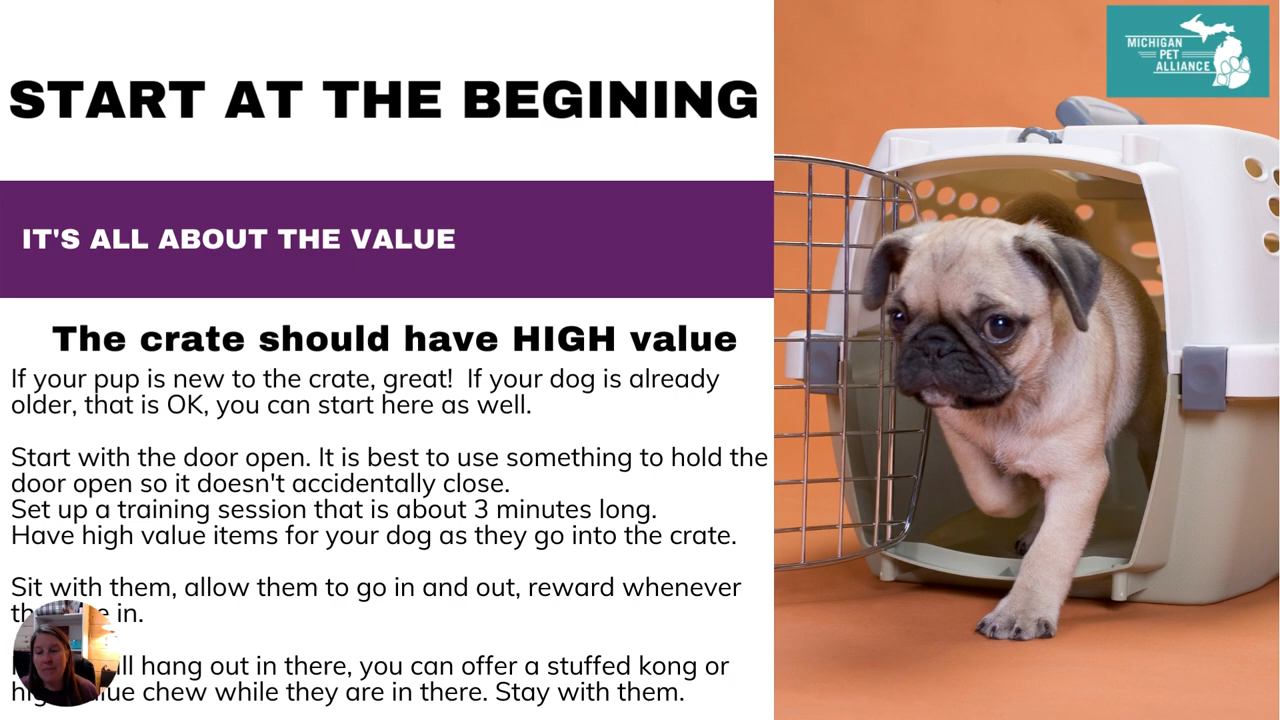 START AT THE BEGINING
MICHIGAN
PET
ALLIANCE
IT'S ALL ABOUT THE VALUE
The crate should have HIGH value
If your pup is new to the crate, great! If your dog is already
older, that is OK, you can start here as well.
Start with the door open. It is best to use something to hold the
door open so it doesn't accidentally close.
Set up a training session that is about 3 minutes long.
Have high value items for your dog as they go into the crate.
Sit with them, allow them to go in and out, reward whenever
in.
hang out in there, you can offer a stuffed kong or
chew while they are in there. Stay with them.